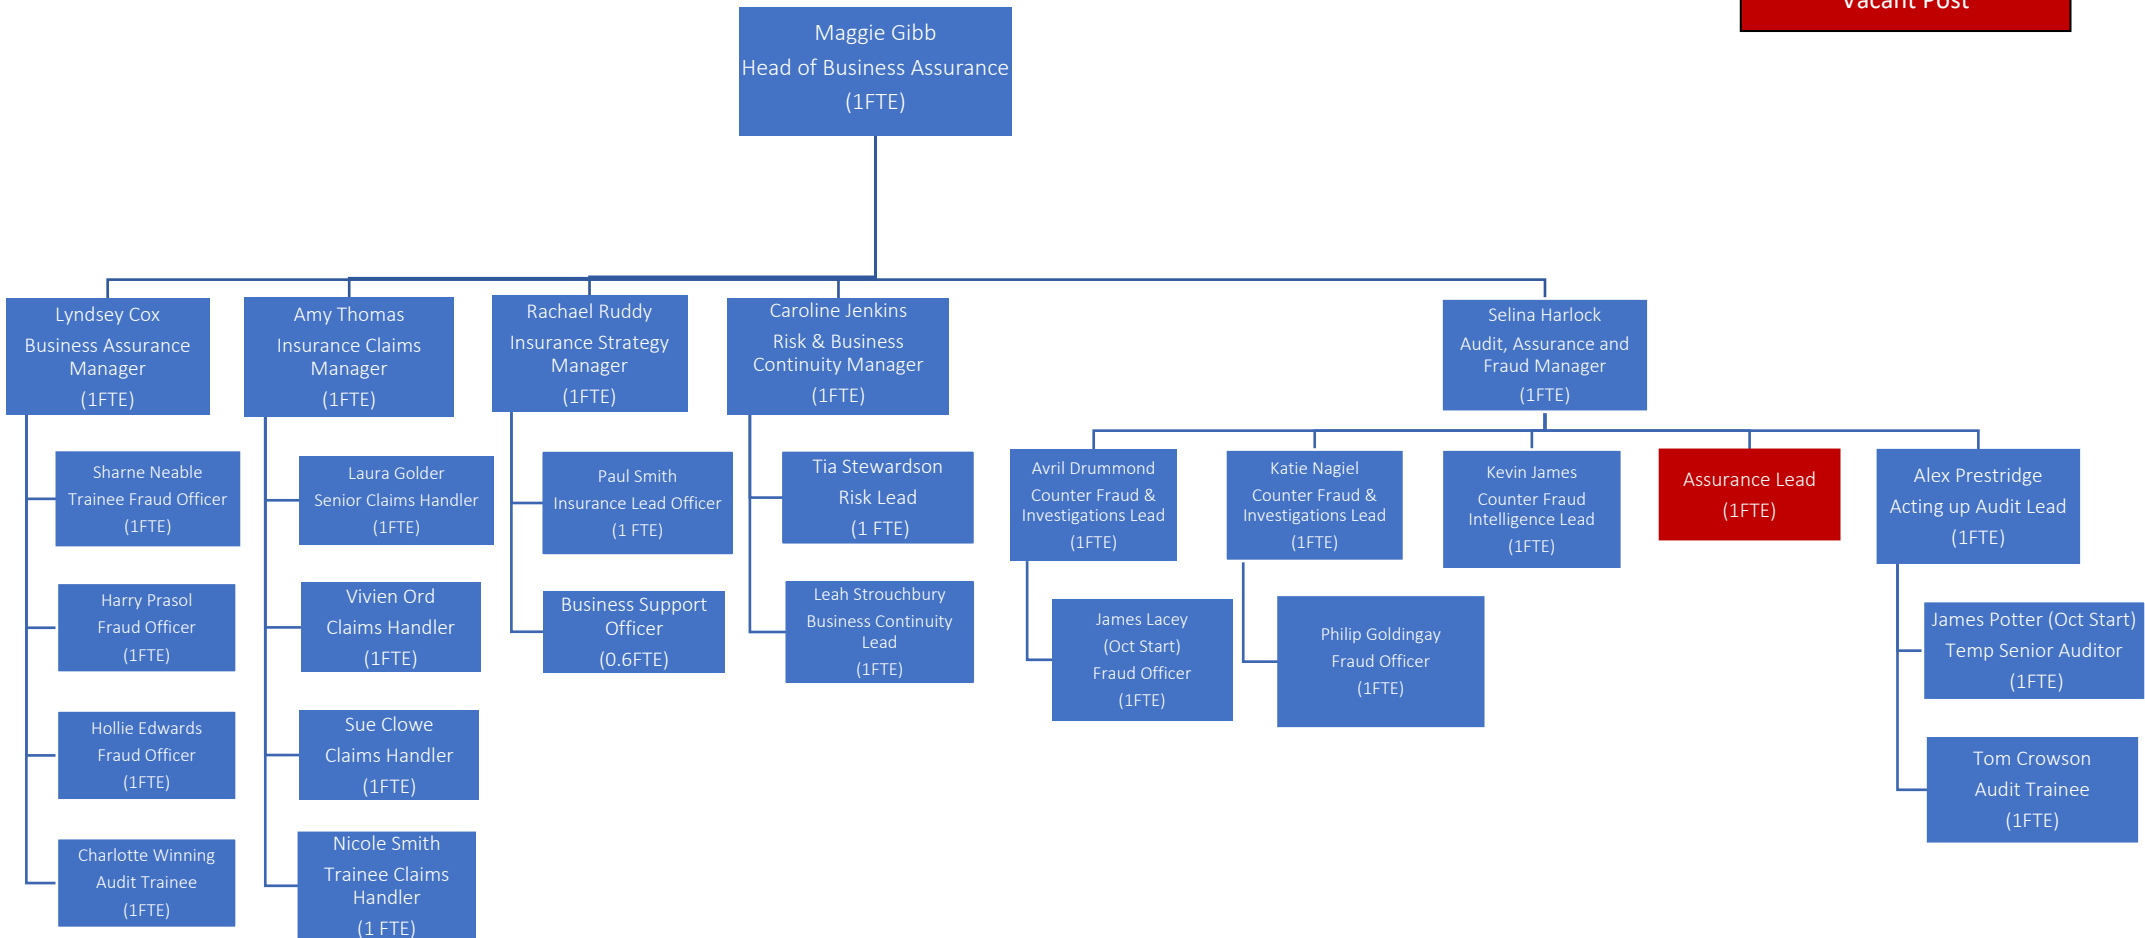 Vacant Post
Maggie Gibb
Head of Business Assurance
(1FTE)
Lyndsey Cox
Business Assurance
Manager
(1FTE)
Amy Thomas
Insurance Claims
Manager
(1FTE)
Rachael Ruddy
Insurance Strategy
Manager
(1FTE)
Caroline Jenkins
Risk & Business
Continuity Manager
(1FTE)
Selina Harlock
Audit, Assurance and
Fraud Manager
(1FTE)
Sharne Neable
Trainee Fraud Officer
(1FTE)
Harry Prasol
Fraud Officer
(1FTE)
Hollie Edwards
Fraud Officer
(1FTE)
Charlotte Winning
Audit Trainee
(1FTE)
Laura Golder
Senior Claims Handler
(1FTE)
Vivien Ord
Claims Handler
(1FTE)
Sue Clowe
Claims Handler
(1FTE)
Nicole Smith
Trainee Claims
Handler
(1 FTE)
Paul Smith
Insurance Lead Officer
(1 FTE)
Business Support
Officer
(0.6FTE)
Tia Stewardson
Risk Lead
(1 FTE)
Leah Strouchbury
Business Continuity
Lead
(1FTE)
Avril Drummond
Counter Fraud &
Investigations Lead
(1FTE)
James Lacey
(Oct Start)
Fraud Officer
(1FTE)
Katie Nagiel
Counter Fraud &
Investigations Lead
(1FTE)
Philip Goldingay
Fraud Officer
(1FTE)
Kevin James
Counter Fraud
Intelligence Lead
(1FTE)
Assurance Lead
(1FTE)
Alex Prestridge
Acting up Audit Lead
(1FTE)
James Potter (Oct Start)
Temp Senior Auditor
(1FTE)
Tom Crowson
Audit Trainee
(1FTE)